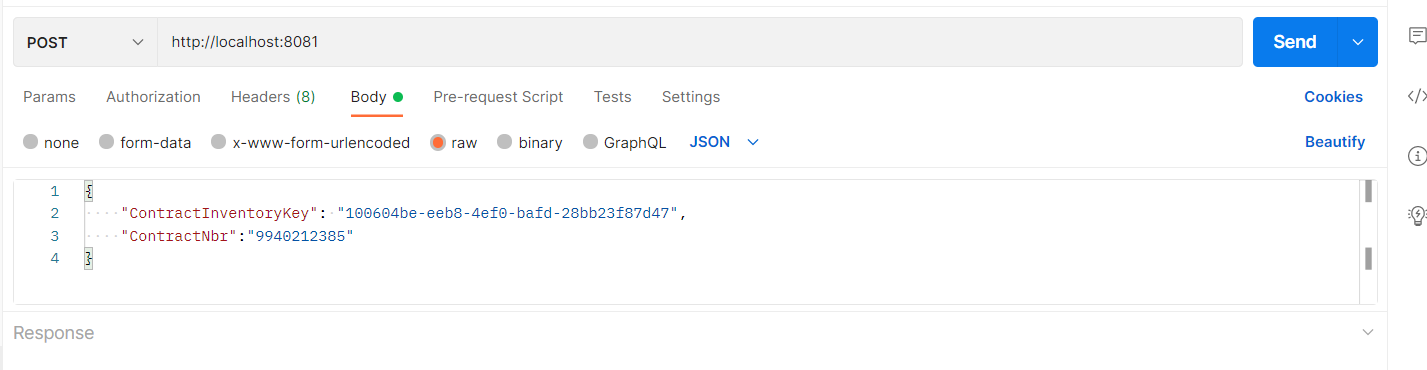 POST http://localhost:8081 Send
Params Authorization Headers (8) Body Pre-request Script Tests Settings Cookies
none form-data x-www-form-urlencoded raw binary GraphQL JSON Beautify
1 {
2 "ContractInventoryKey": "100604be-eeb8-4ef0-bafd-28bb23f87d47",
3 "ContractNbr":"9940212385"
4 }
Response